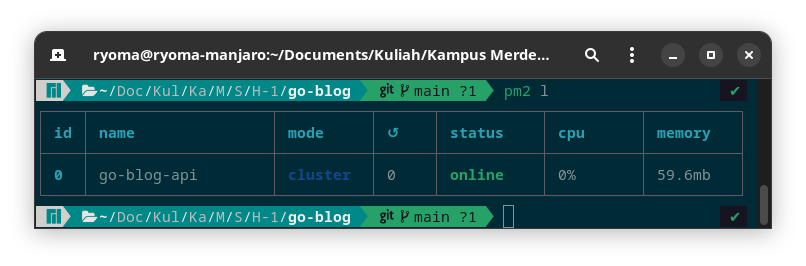 ryoma@ryoma-manjaro:~/Documents/Kuliah/Kampus Merde...
~/Doc/Kul/Ka/M/S/H-1/go-blog git main ?1 pm2 l ✔
id name mode ↺ status cpu memory
0 go-blog-api cluster 0 online 0% 59.6mb
~/Doc/Kul/Ka/M/S/H-1/go-blog git main ?1 ✔